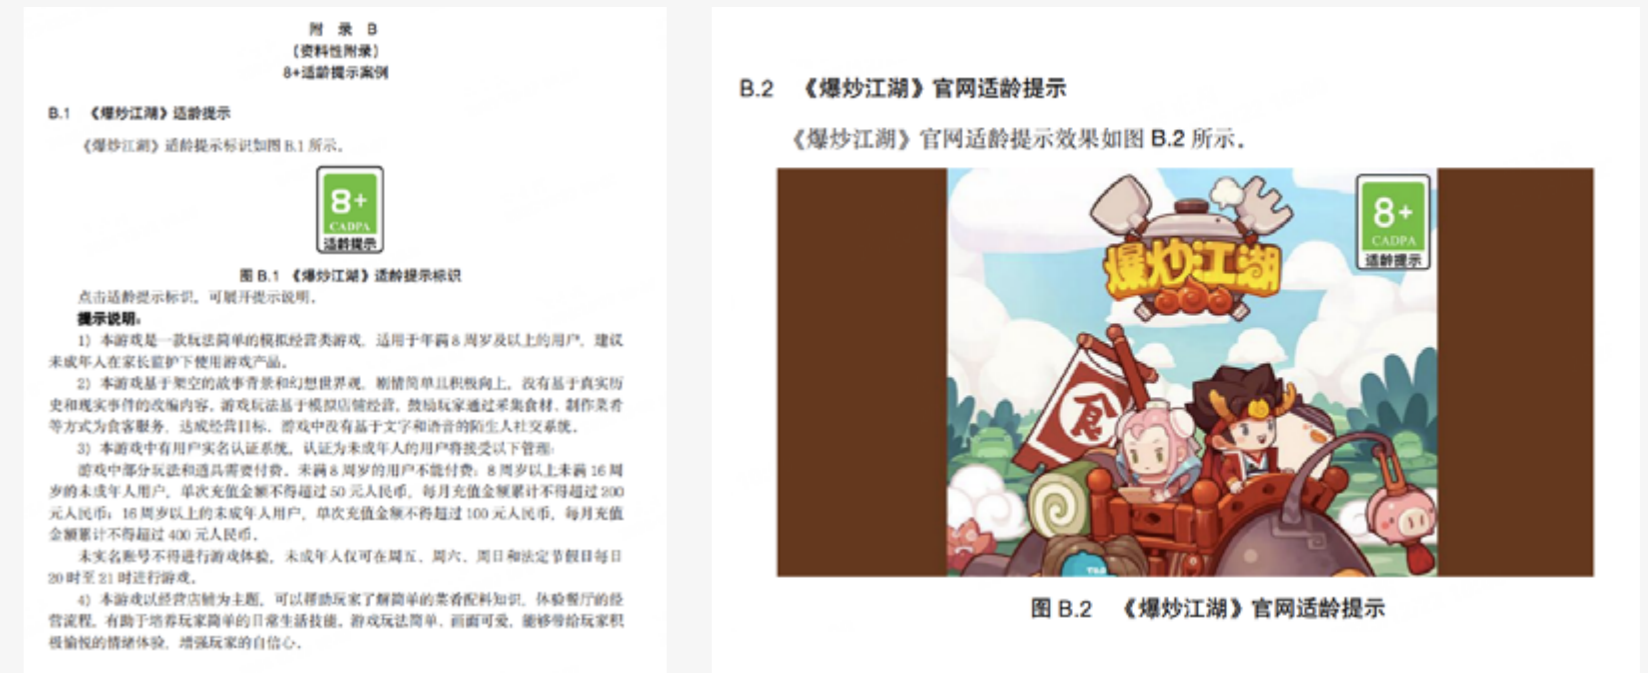 附 录 B
（资料性附录）
8+适龄提示案例
B.1 《爆炒江湖》适龄提示
《爆炒江湖》适龄提示标识如图 B.1 所示。
8+
CADPA
适龄提示
图 B.1 《爆炒江湖》适龄提示标识
点击适龄提示标识，可展开提示说明。
提示说明：
1） 本游戏是一款玩法简单的模拟经营类游戏，适用于年满 8 周岁及以上的用户，建议
未成年人在家长监护下使用游戏产品。
2） 本游戏基于架空的故事背景和幻想世界观，剧情简单且积极向上，没有基于真实历
史和现实事件的改编内容。游戏玩法基于模拟店铺经营，鼓励玩家通过采集食材、制作菜肴
等方式为食客服务，达成经营目标。游戏中没有基于文字和语音的陌生人社交系统。
3） 本游戏中有用户实名认证系统，认证为未成年人的用户将接受以下管理：
游戏中部分玩法和道具需要付费。未满 8 周岁的用户不能付费；8 周岁以上未满 16 周
岁的未成年人用户，单次充值金额不得超过 50 元人民币，每月充值金额累计不得超过 200
元人民币；16 周岁以上的未成年人用户，单次充值金额不得超过 100 元人民币，每月充值
金额累计不得超过 400 元人民币。
未实名账号不得进行游戏体验，未成年人仅可在周五、周六、周日和法定节假日每日
20 时至 21 时进行游戏。
4） 本游戏以经营店铺为主题，可以帮助玩家了解简单的菜肴配料知识，体验餐厅的经
营流程，有助于培养玩家简单的日常生活技能。游戏玩法简单，画面可爱，能够带给玩家积
极愉悦的情绪体验，增强玩家的自信心。
B.2 《爆炒江湖》官网适龄提示
《爆炒江湖》官网适龄提示效果如图 B.2 所示。
爆炒江湖
8+
CADPA
适龄提示
食
图 B.2 《爆炒江湖》官网适龄提示